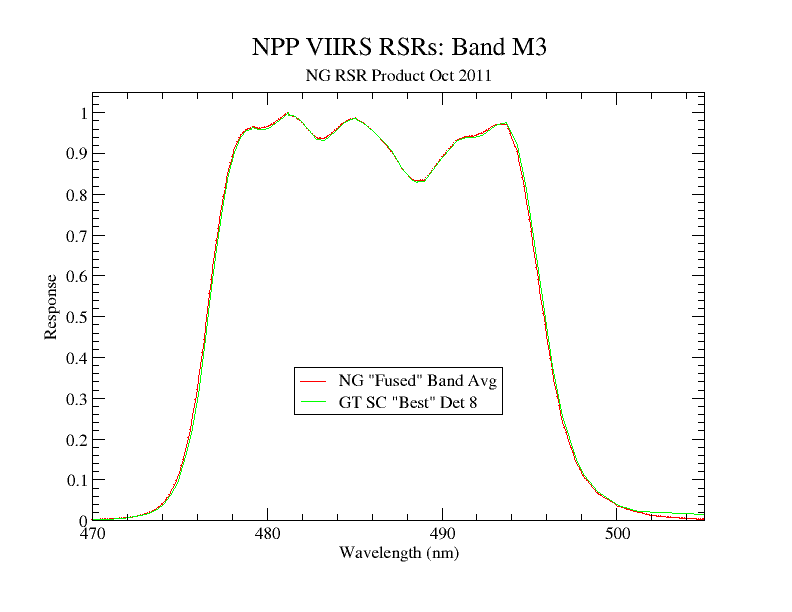 NPP VIIRS RSRs: Band M3
NG RSR Product Oct 2011
1
0.9
0.8
0.7
0.6
0.5
0.4
0.3
0.2
0.1
0
Response
NG "Fused" Band Avg
GT SC "Best" Det 8
470 480 490 500
Wavelength (nm)